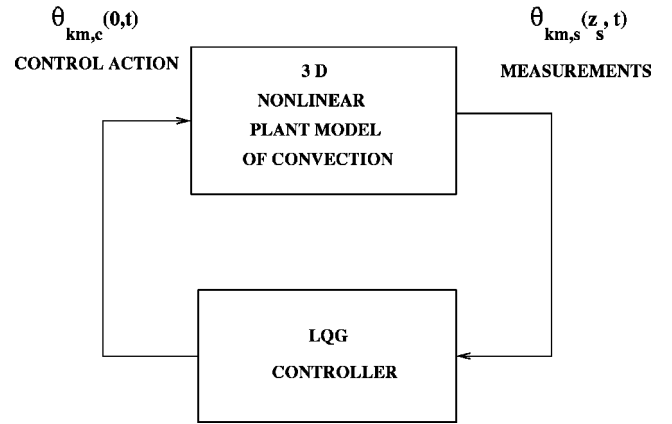 θkm,c(0,t)
CONTROL ACTION
3 D
NONLINEAR
PLANT MODEL
OF CONVECTION
θkm,s(zs,t)
MEASUREMENTS
LQG
CONTROLLER